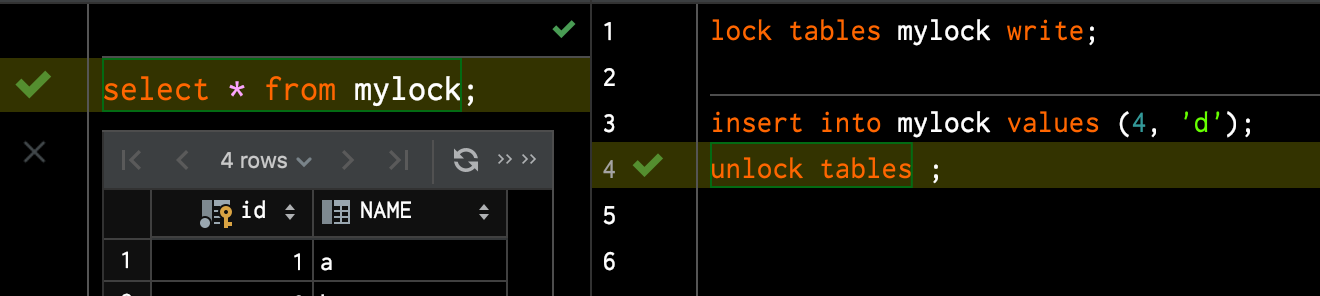 select * from mylock;
4 rows
id NAME
1 1 a
1 lock tables mylock write;
2
3 insert into mylock values (4, 'd');
4 unlock tables ;
5
6